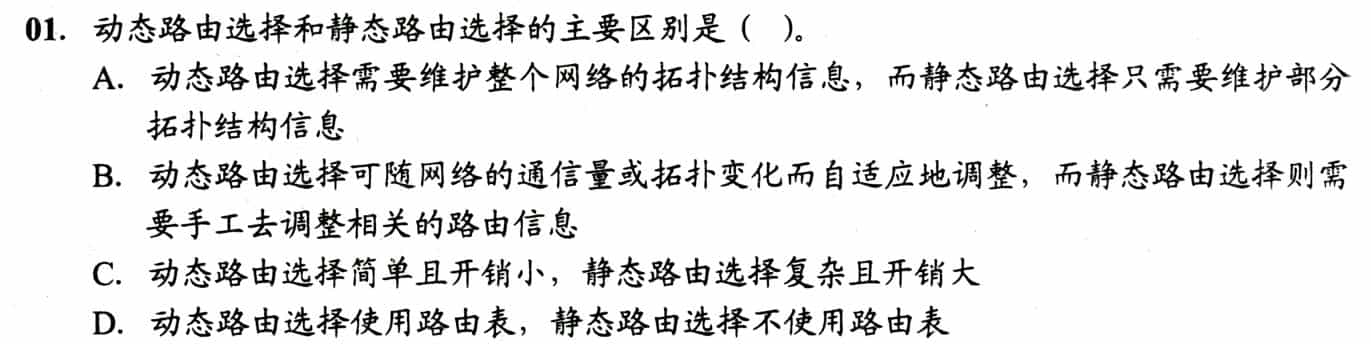 01. 动态路由选择和静态路由选择的主要区别是（ ）。
A. 动态路由选择需要维护整个网络的拓扑结构信息，而静态路由选择只需要维护部分
拓扑结构信息
B. 动态路由选择可随网络的通信量或拓扑变化而自适应地调整，而静态路由选择则需
要手工去调整相关的路由信息
C. 动态路由选择简单且开销小，静态路由选择复杂且开销大
D. 动态路由选择使用路由表，静态路由选择不使用路由表